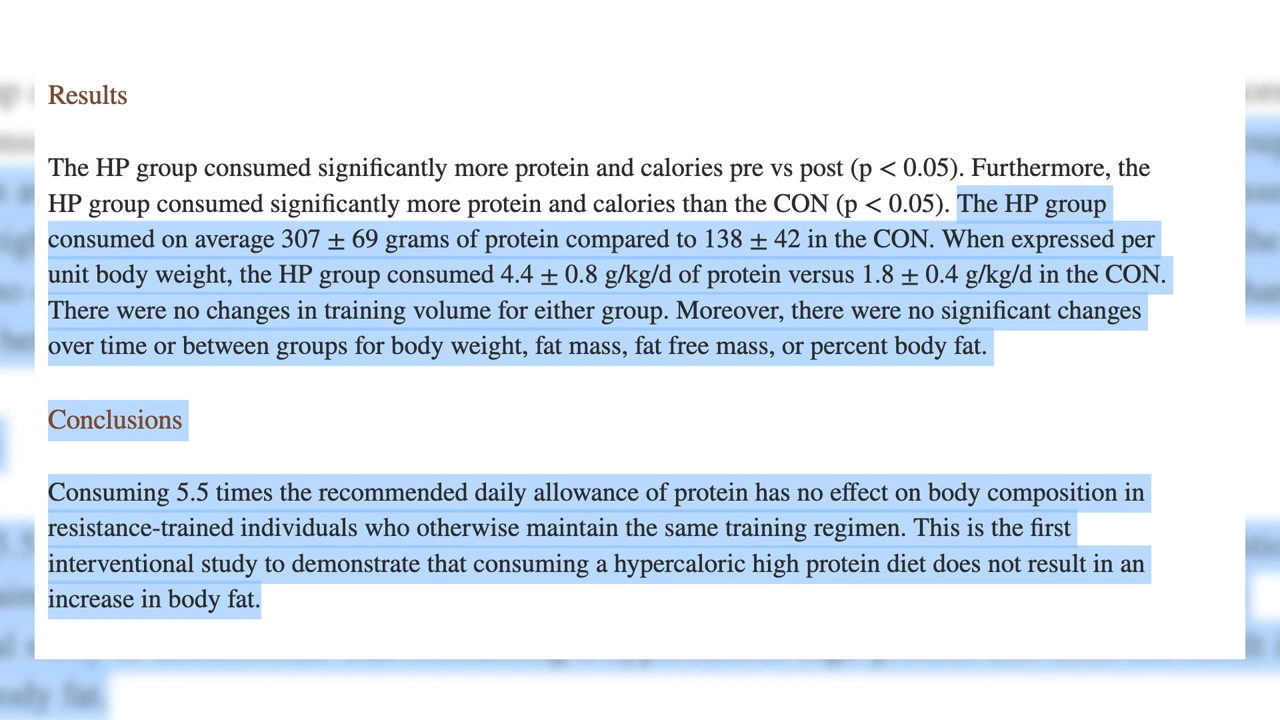 Results
The HP group consumed significantly more protein and calories pre vs post (p < 0.05). Furthermore, the
HP group consumed significantly more protein and calories than the CON (p < 0.05). The HP group
consumed on average 307 ± 69 grams of protein compared to 138 ± 42 in the CON. When expressed per
unit body weight, the HP group consumed 4.4 ± 0.8 g/kg/d of protein versus 1.8 ± 0.4 g/kg/d in the CON.
There were no changes in training volume for either group. Moreover, there were no significant changes
over time or between groups for body weight, fat mass, fat free mass, or percent body fat.
Conclusions
Consuming 5.5 times the recommended daily allowance of protein has no effect on body composition in
resistance-trained individuals who otherwise maintain the same training regimen. This is the first
interventional study to demonstrate that consuming a hypercaloric high protein diet does not result in an
increase in body fat.